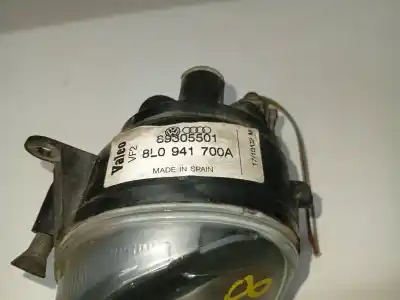 Valeo
VF2
89305501
8L0 941 700A
MADE IN SPAIN